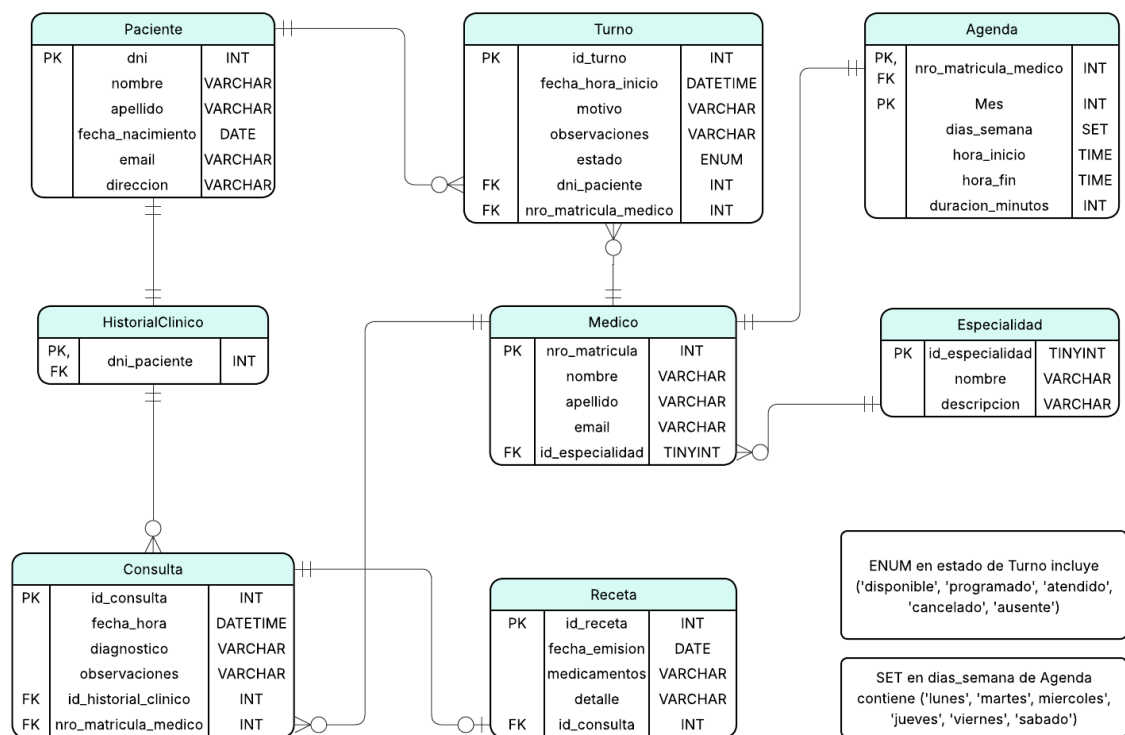 Paciente
PK dni INT
nombre VARCHAR
apellido VARCHAR
fecha_nacimiento DATE
email VARCHAR
direccion VARCHAR
Turno
PK id_turno INT
fecha_hora_inicio DATETIME
motivo VARCHAR
observaciones VARCHAR
estado ENUM
FK dni_paciente INT
FK nro_matricula_medico INT
Agenda
PK, FK nro_matricula_medico INT
PK Mes INT
dias_semana SET
hora_inicio TIME
hora_fin TIME
duracion_minutos INT
HistorialClinico
PK, FK dni_paciente INT
Medico
PK nro_matricula INT
nombre VARCHAR
apellido VARCHAR
email VARCHAR
FK id_especialidad TINYINT
Especialidad
PK id_especialidad TINYINT
nombre VARCHAR
descripcion VARCHAR
Consulta
PK id_consulta INT
fecha_hora DATETIME
diagnostico VARCHAR
observaciones VARCHAR
FK id_historial_clinico INT
FK nro_matricula_medico INT
Receta
PK id_receta INT
fecha_emision DATE
medicamentos VARCHAR
detalle VARCHAR
FK id_consulta INT
ENUM en estado de Turno incluye
('disponible', 'programado', 'atendido',
'cancelado', 'ausente')
SET en dias_semana de Agenda
contiene ('lunes', 'martes', miercoles',
'jueves', 'viernes', 'sabado')